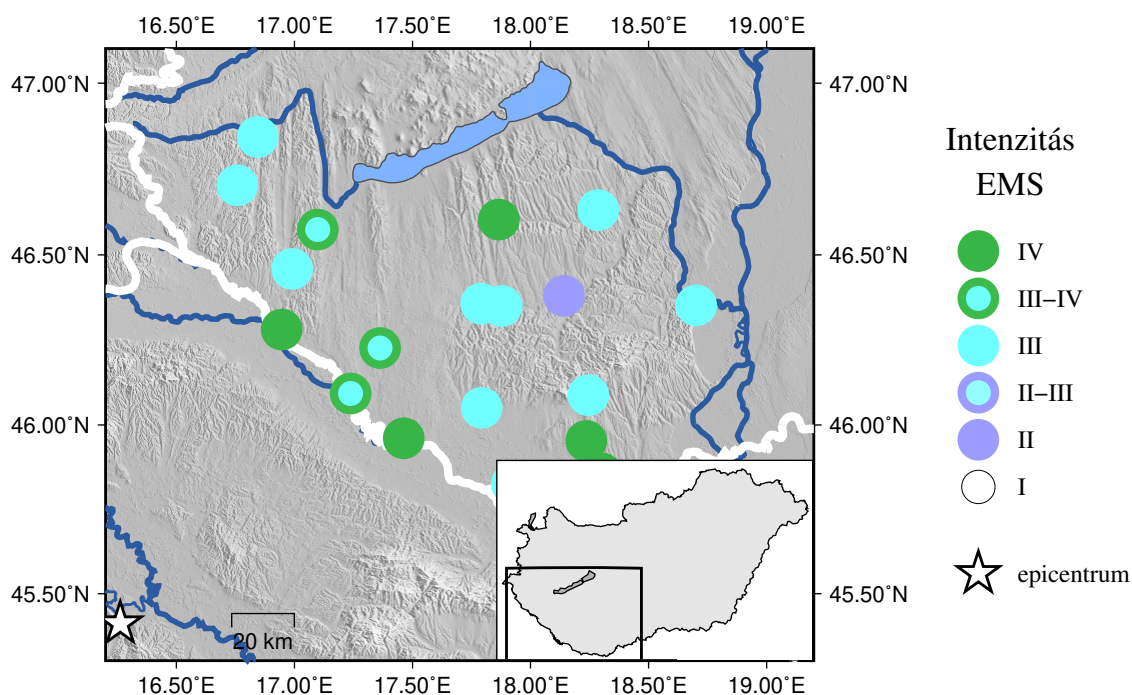 16.50°E 17.00°E 17.50°E 18.00°E 18.50°E 19.00°E
47.00°N 47.00°N
Intenzitás
EMS
46.50°N 46.50°N
IV
III–IV
III
II–III
II
I
46.00°N 46.00°N
45.50°N 45.50°N
epicentrum
20 km
16.50°E 17.00°E 17.50°E 18.00°E 18.50°E 19.00°E